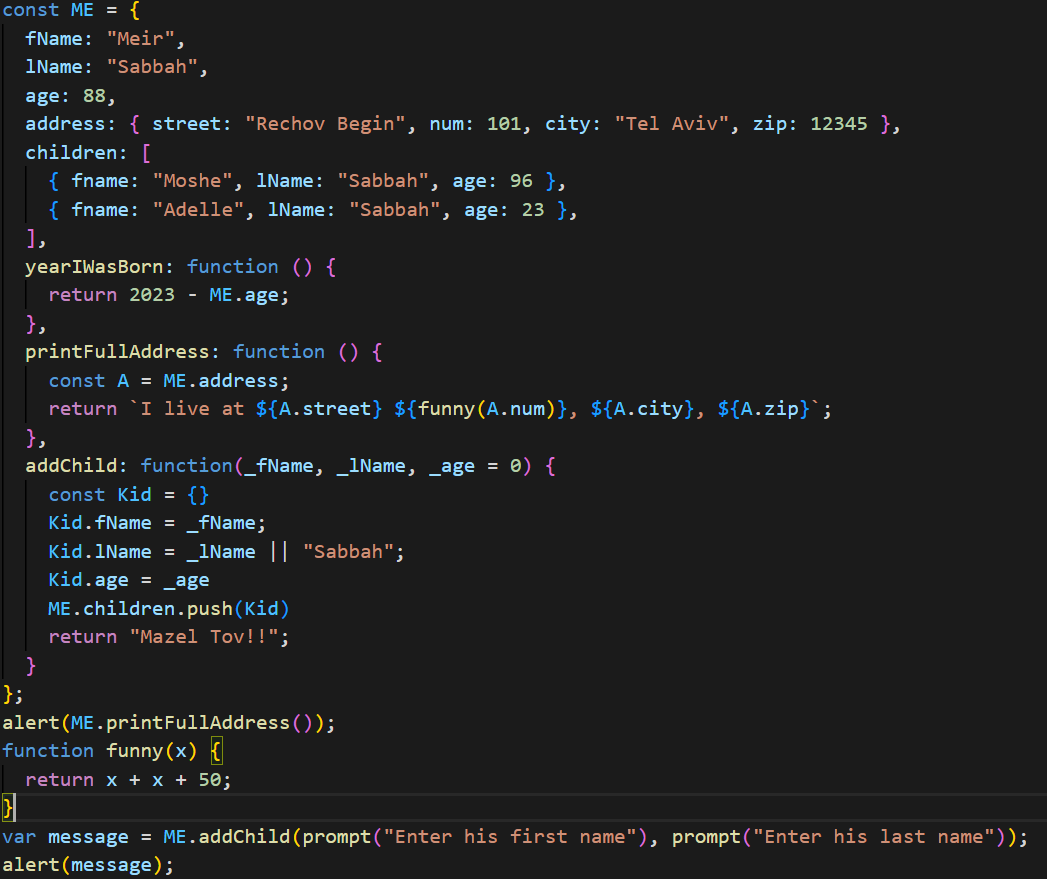 const ME = {
  fName: "Meir",
  lName: "Sabbah",
  age: 88,
  address: { street: "Rechov Begin", num: 101, city: "Tel Aviv", zip: 12345 },
  children: [
    { fname: "Moshe", lName: "Sabbah", age: 96 },
    { fname: "Adelle", lName: "Sabbah", age: 23 },
  ],
  yearIWasBorn: function () {
    return 2023 - ME.age;
  },
  printFullAddress: function () {
    const A = ME.address;
    return `I live at ${A.street} ${funny(A.num)}, ${A.city}, ${A.zip}`;
  },
  addChild: function(_fName, _lName, _age = 0) {
    const Kid = {}
    Kid.fName = _fName;
    Kid.lName = _lName || "Sabbah";
    Kid.age = _age
    ME.children.push(Kid)
    return "Mazel Tov!!";
  }
};
alert(ME.printFullAddress());
function funny(x) {
  return x + x + 50;
}
var message = ME.addChild(prompt("Enter his first name"), prompt("Enter his last name"));
alert(message);